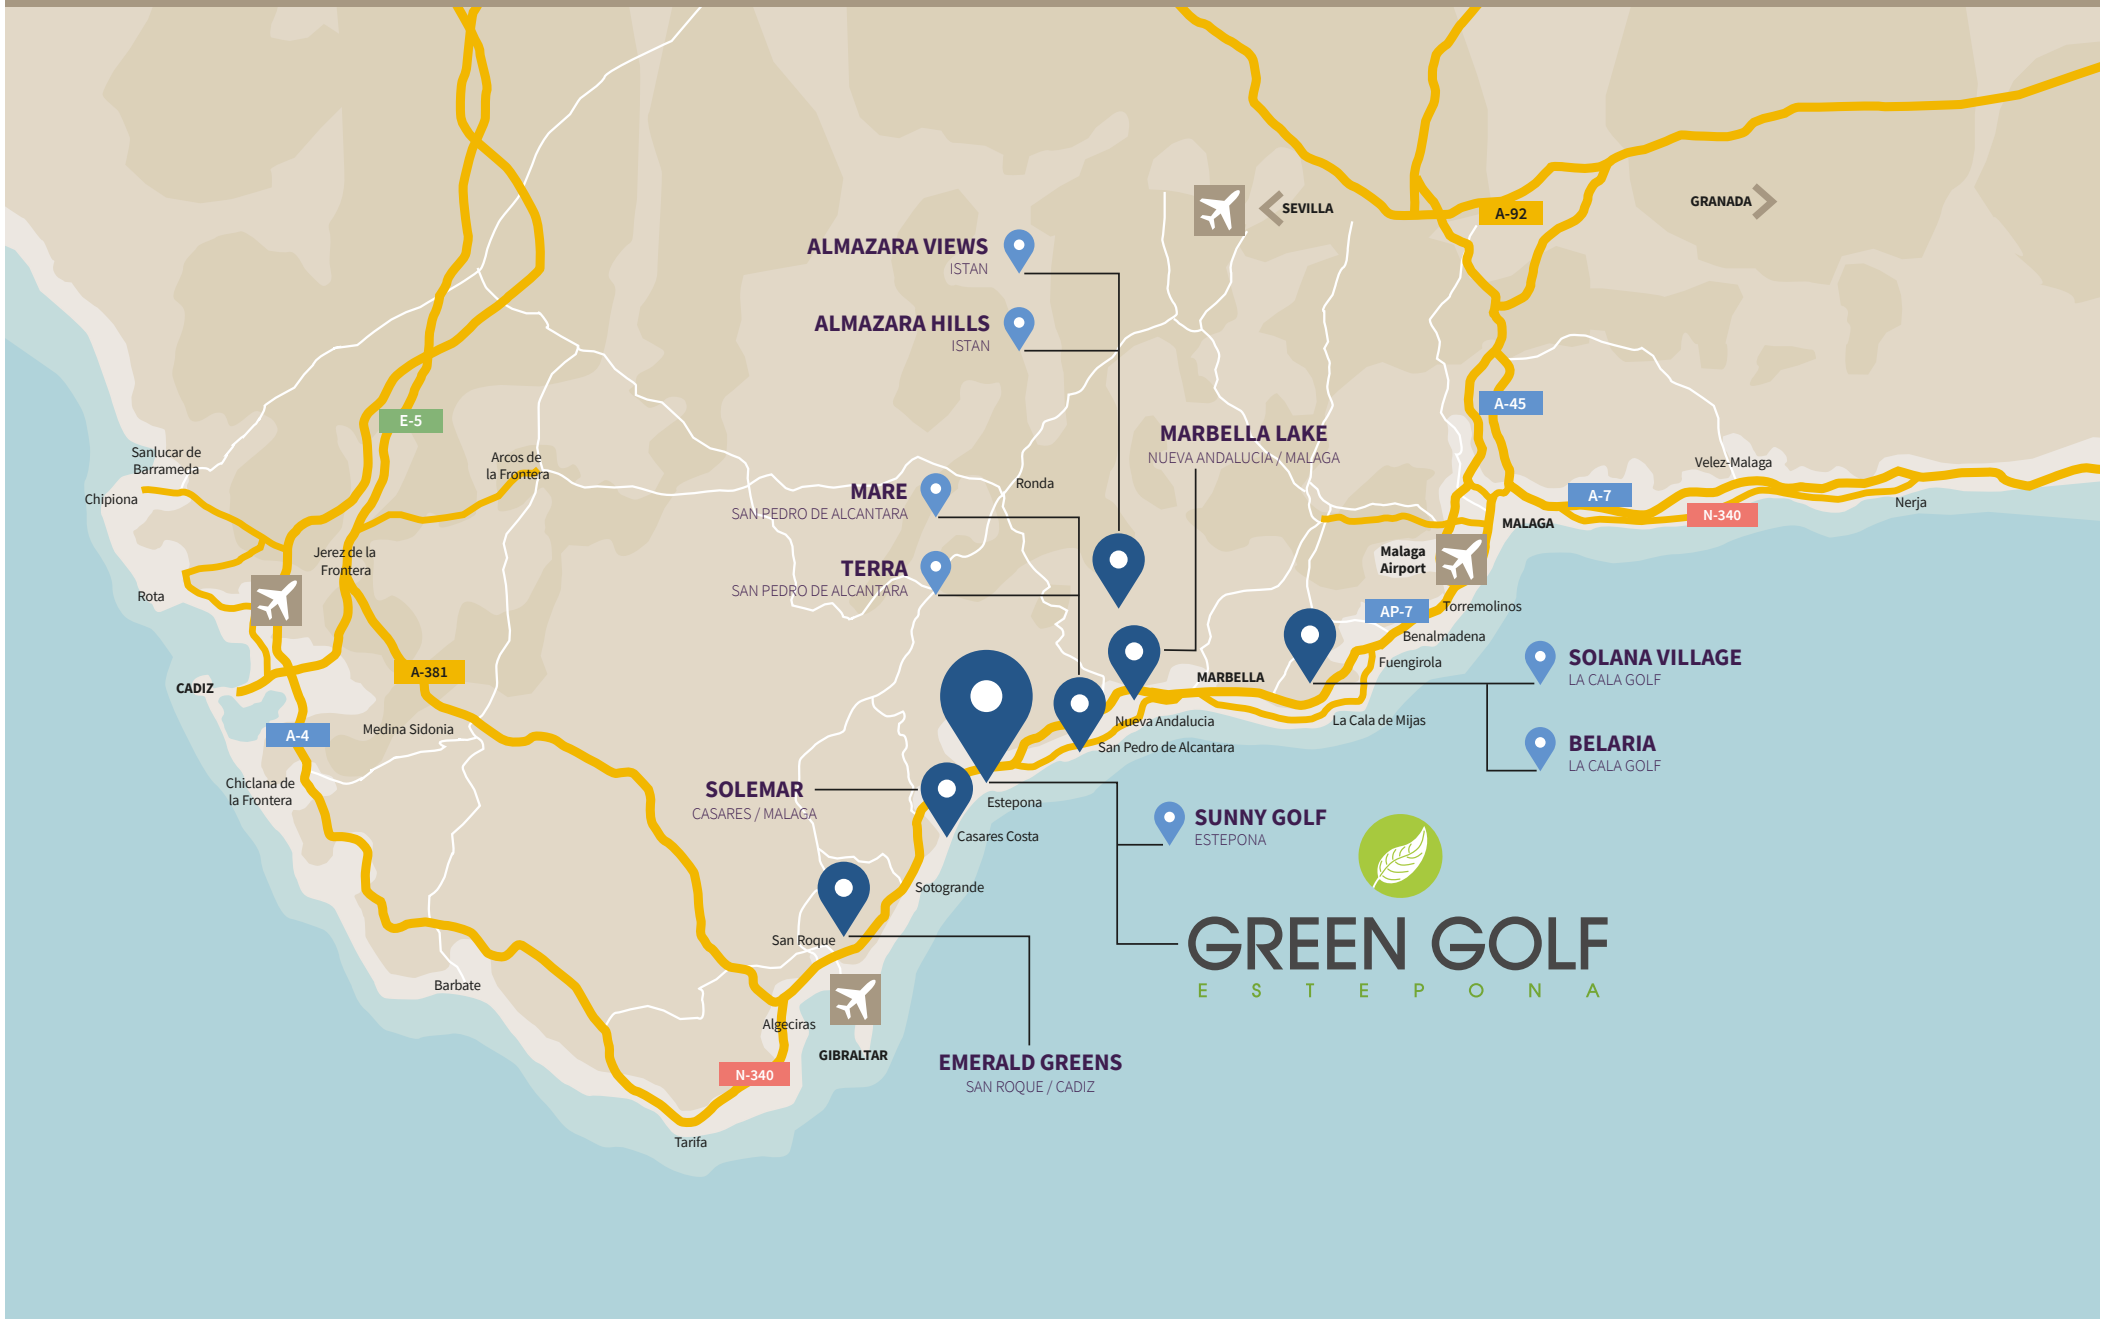 SEVILLA
GRANADA
A-92
ALMAZARA VIEWS
ISTAN
ALMAZARA HILLS
ISTAN
E-5
A-45
MARBELLA LAKE
NUEVA ANDALUCIA / MALAGA
Sanlucar de
Barrameda
Arcos de
la Frontera
Velez-Malaga
Chipiona
MARE
SAN PEDRO DE ALCANTARA
Ronda
A-7
Nerja
N-340
MALAGA
Jerez de la
Frontera
Malaga
Airport
TERRA
SAN PEDRO DE ALCANTARA
Rota
AP-7
Torremolinos
Benalmadena
Fuengirola
SOLANA VILLAGE
LA CALA GOLF
A-381
CADIZ
MARBELLA
Medina Sidonia
A-4
Nueva Andalucia
La Cala de Mijas
San Pedro de Alcantara
BELARIA
LA CALA GOLF
Chiclana de
la Frontera
SOLEMAR
CASARES / MALAGA
Estepona
Casares Costa
SUNNY GOLF
ESTEPONA
Sotogrande
San Roque
GREEN GOLF
ESTEPONA
Barbate
Algeciras
GIBRALTAR
EMERALD GREENS
SAN ROQUE / CADIZ
N-340
Tarifa